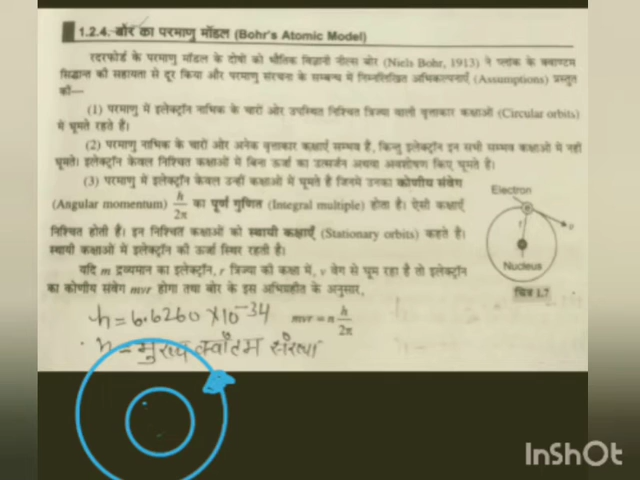 1.2.4. बोर का परमाणु मॉडल (Bohr's Atomic Model)
रदरफोर्ड के परमाणु मॉडल के दोषों को भौतिक विज्ञानी नील्स बोर (Niels Bohr, 1913) ने प्लांक के क्वाण्टम
सिद्धान्त की सहायता से दूर किया और परमाणु संरचना के सम्बन्ध में निम्नलिखित अभिकल्पनाएँ (Assumptions) प्रस्तुत
कीं—
(1) परमाणु में इलेक्ट्रॉन नाभिक के चारों ओर उपस्थित निश्चित त्रिज्या वाली वृत्ताकार कक्षाओं (Circular orbits)
में घूमते रहते हैं।
(2) परमाणु नाभिक के चारों ओर अनेक वृत्ताकार कक्षाएँ सम्भव हैं, किन्तु इलेक्ट्रॉन इन सभी सम्भव कक्षाओं में नहीं
घूमते। इलेक्ट्रॉन केवल निश्चित कक्षाओं में बिना ऊर्जा का उत्सर्जन अथवा अवशोषण किए घूमते हैं।
(3) परमाणु में इलेक्ट्रॉन केवल उन्हीं कक्षाओं में घूमते हैं जिनमें उनका कोणीय संवेग
(Angular momentum) h/2π का पूर्ण गुणित (Integral multiple) होता है। ऐसी कक्षाएँ
निश्चित होती हैं। इन निश्चित कक्षाओं को स्थायी कक्षाएँ (Stationary orbits) कहते हैं।
स्थायी कक्षाओं में इलेक्ट्रॉन की ऊर्जा स्थिर रहती है।
Electron
r
v
Nucleus
चित्र 1.7
यदि m द्रव्यमान का इलेक्ट्रॉन, r त्रिज्या की कक्षा में, v वेग से घूम रहा है तो इलेक्ट्रॉन
का कोणीय संवेग mvr होगा तथा बोर के इस अभिग्रहीत के अनुसार,
h = 6.6260 × 10⁻³⁴
mvr = n h/2π
n = मुख्य क्वांटम संख्या
InShOt